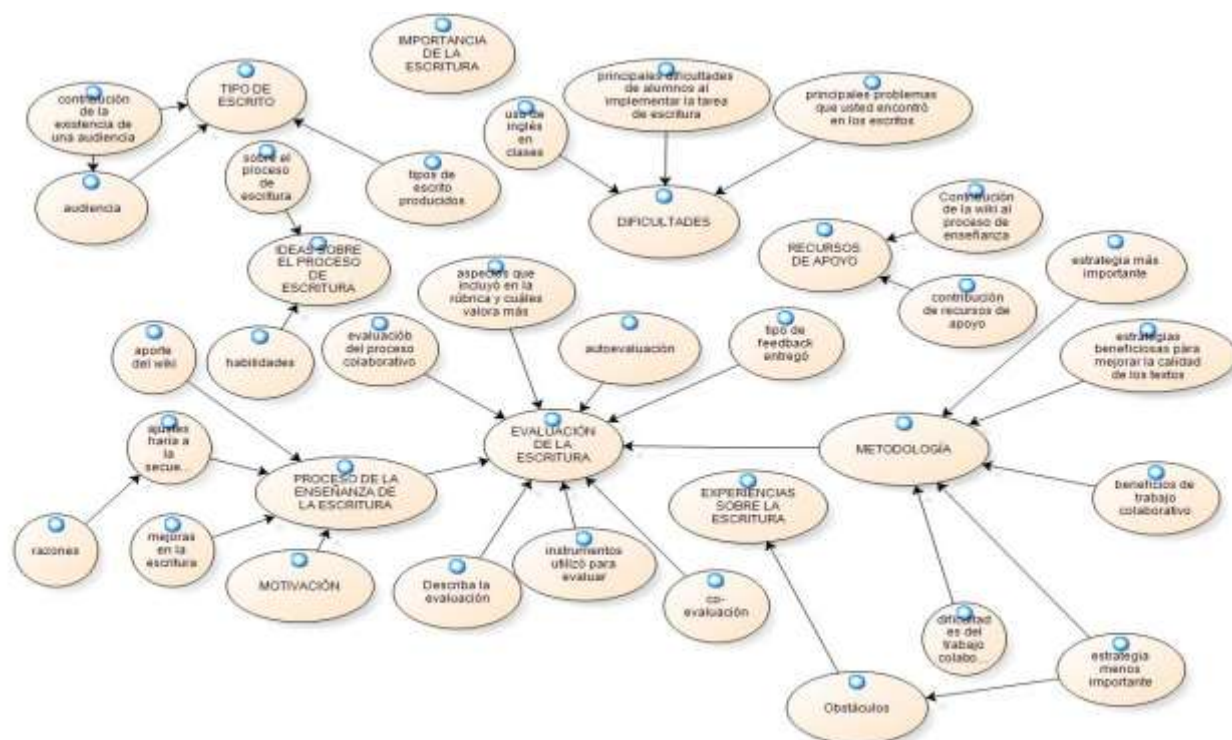 IMPORTANCIA
DE LA
ESCRITURA
TIPO DE
ESCRITO
contribución
de la
existencia de
una audiencia
audiencia
sobre el
proceso
de
escritura
tipos de
escrito
producidos
uso de
inglés en
clases
principales dificultades
de alumnos al
implementar la tarea
de escritura
principales problemas
que usted encontró
en los escritos
DIFICULTADES
IDEAS SOBRE
EL PROCESO
DE
ESCRITURA
habilidades
RECURSOS
DE APOYO
Contribución
de la wiki al
proceso de
enseñanza
contribución
de recursos de
apoyo
estrategia más
importante
estrategias
beneficiosas para
mejorar la calidad
de los textos
aporte
del wiki
evaluación
del proceso
colaborativo
aspectos que
incluyó en la
rúbrica y cuáles
valora más
autoevaluación
tipo de
feedback
entregó
ajustes
haría a
la
secue...
razones
PROCESO DE LA
ENSEÑANZA DE
LA ESCRITURA
mejoras
en la
escritura
MOTIVACIÓN
EVALUACIÓN
DE LA
ESCRITURA
Describa la
evaluación
instrumentos
utilizó para
evaluar
co-
evaluación
EXPERIENCIAS
SOBRE LA
ESCRITURA
METODOLOGÍA
beneficios de
trabajo
colaborativo
dificultad
es del
trabajo
colabo...
estrategia
menos
importante
Obstáculos